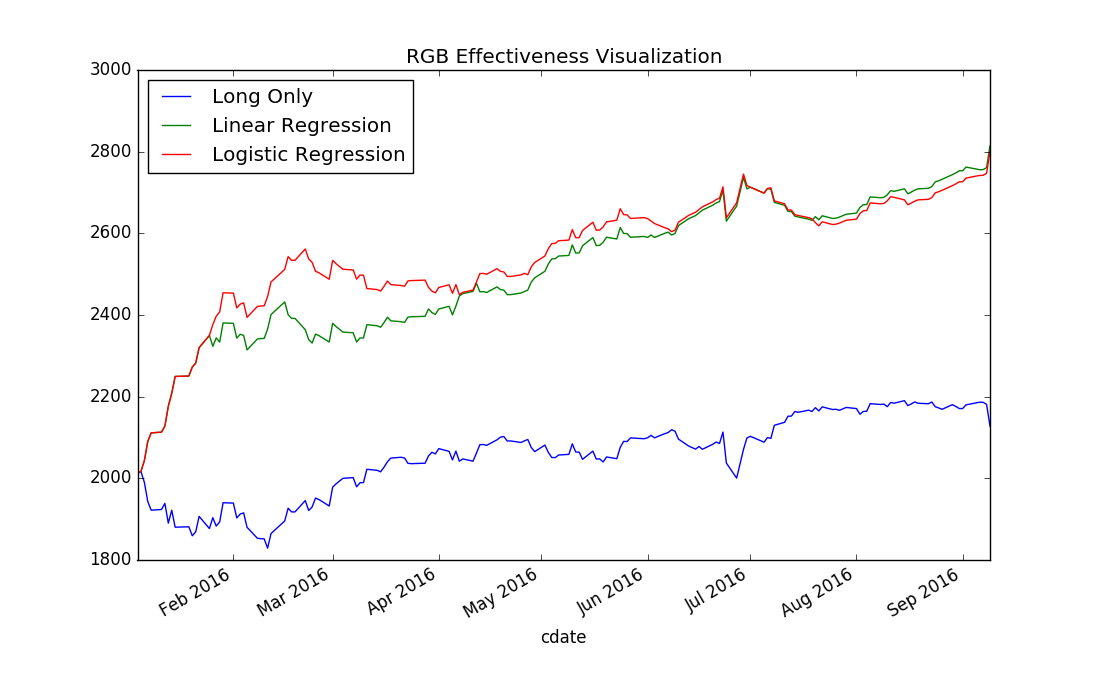 RGB Effectiveness Visualization
3000
2800
2600
2400
2200
2000
1800
Long Only
Linear Regression
Logistic Regression
Feb 2016
Mar 2016
Apr 2016
May 2016
Jun 2016
Jul 2016
Aug 2016
Sep 2016
cdate